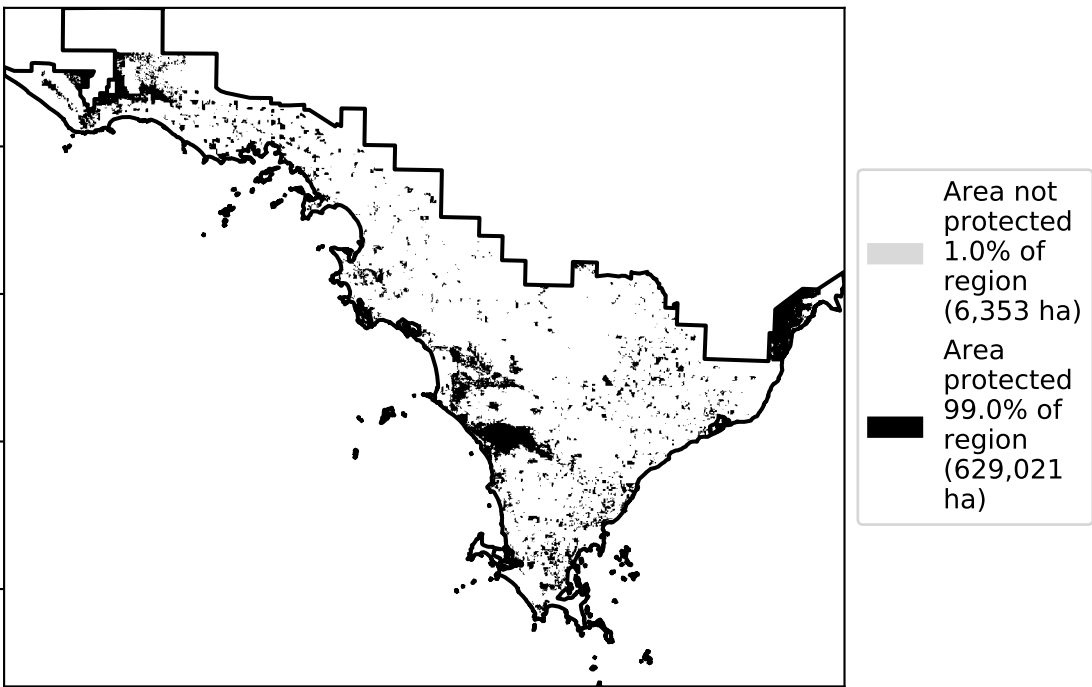 Area not
protected
1.0% of
region
(6,353 ha)
Area
protected
99.0% of
region
(629,021
ha)